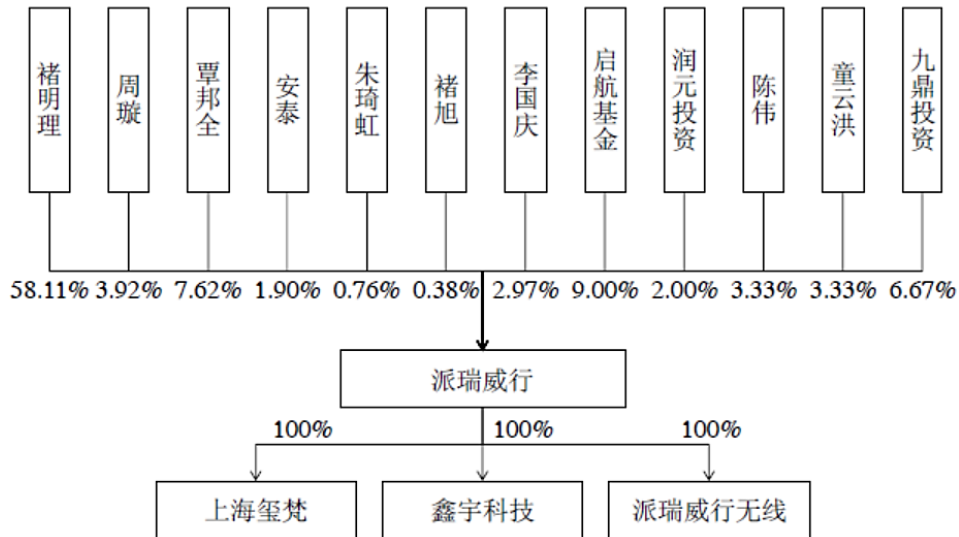 褚明理
周璇
覃邦全
安泰
朱琦虹
褚旭
李国庆
启航基金
润元投资
陈伟
童云洪
九鼎投资
58.11% 3.92% 7.62% 1.90% 0.76% 0.38% 2.97% 9.00% 2.00% 3.33% 3.33% 6.67%
派瑞威行
100% 100% 100%
上海玺梵 鑫宇科技 派瑞威行无线